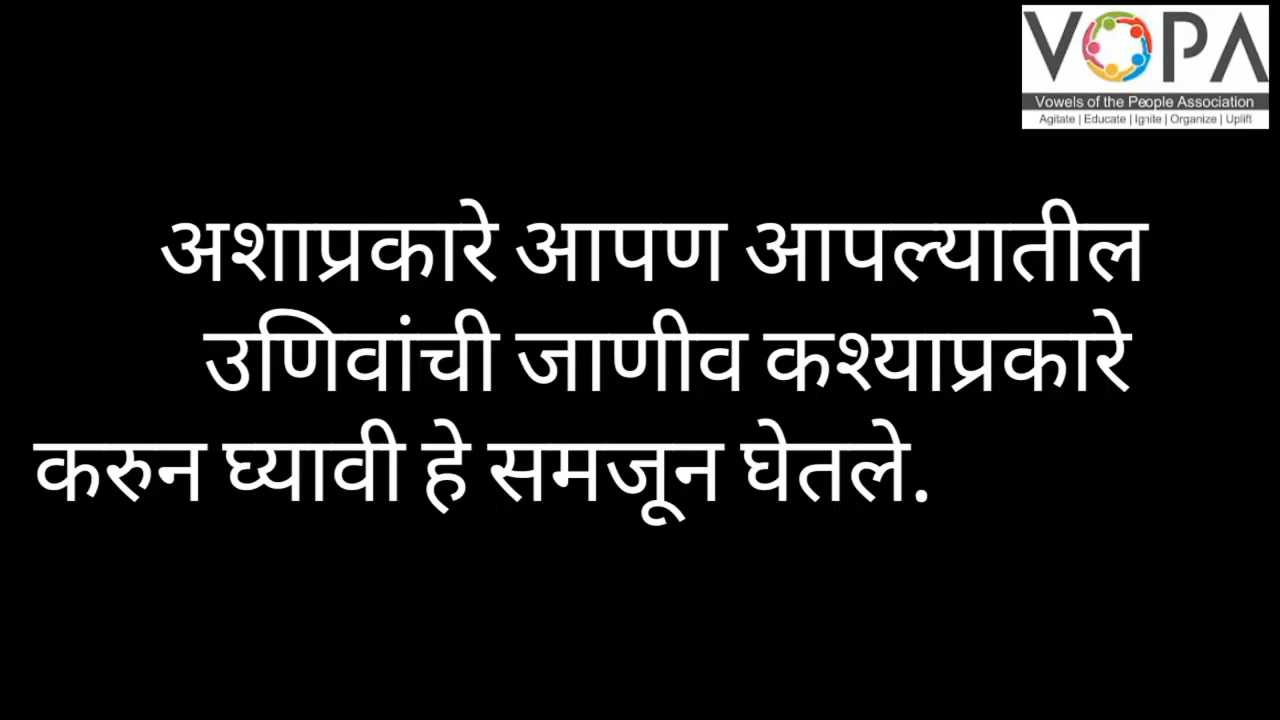 VOPA
Vowels of the People Association
Agitate | Educate | Ignite | Organize | Uplift
अशाप्रकारे आपण आपल्यातील
उणिवांची जाणीव कश्याप्रकारे
करुन घ्यावी हे समजून घेतले.